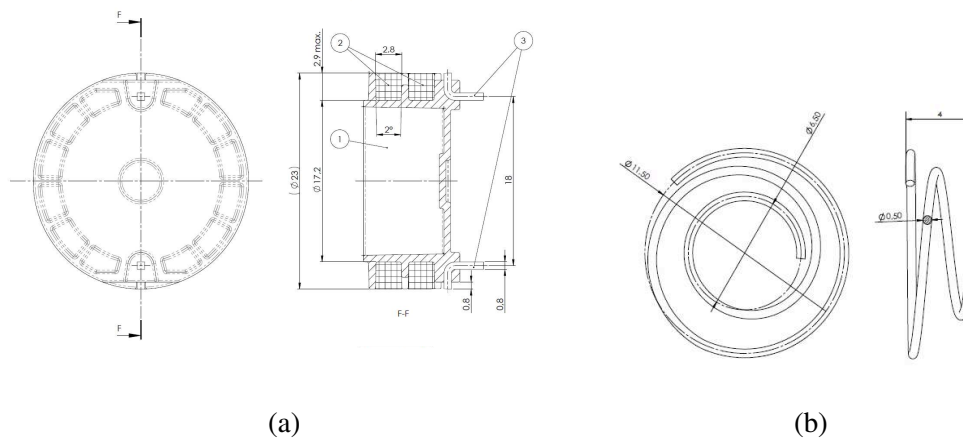 F
F
2.9 max.
2.8
2
3
( Ø23 )
Ø17,2
1
2°
18
0.8
0.8
F-F
Ø11,50
Ø6,50
4
Ø0,50
(a)
(b)